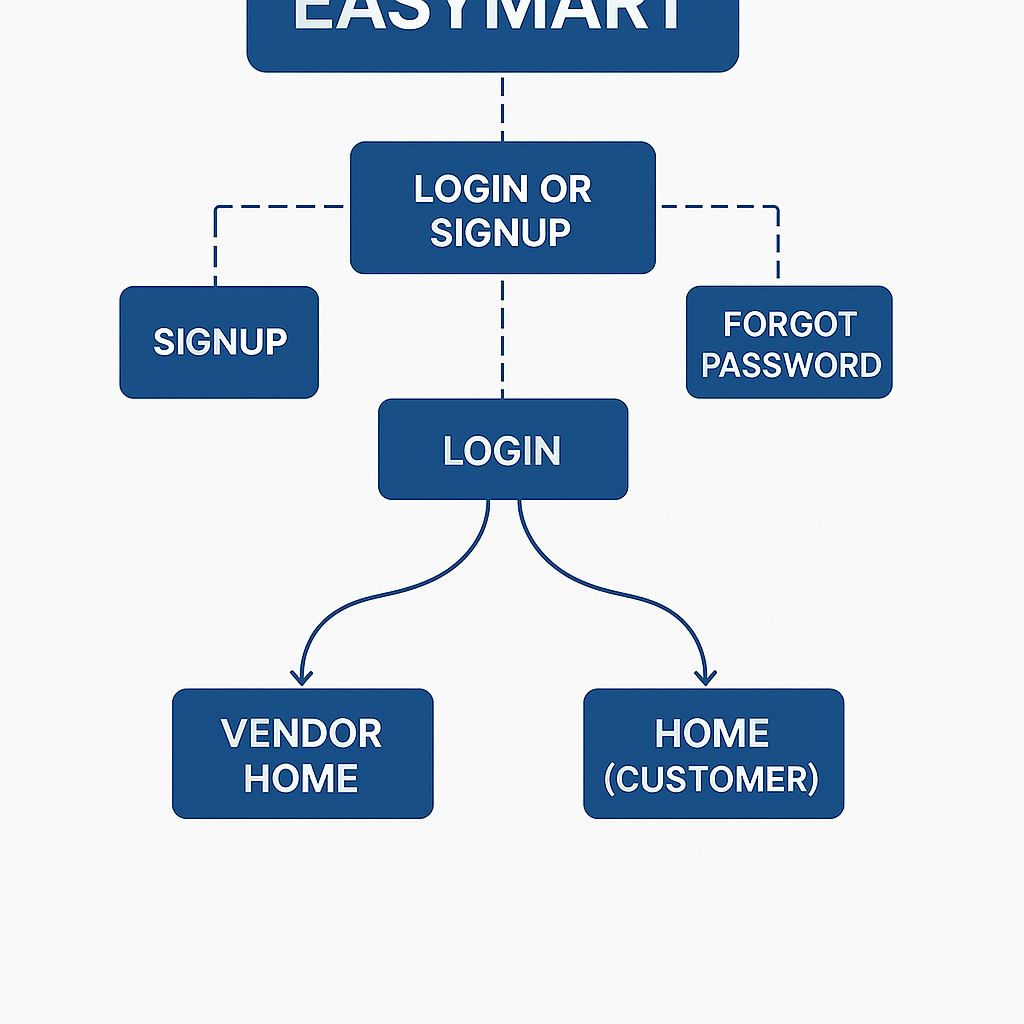 EASYMART
LOGIN OR
SIGNUP
SIGNUP
FORGOT
PASSWORD
LOGIN
VENDOR
HOME
HOME
(CUSTOMER)